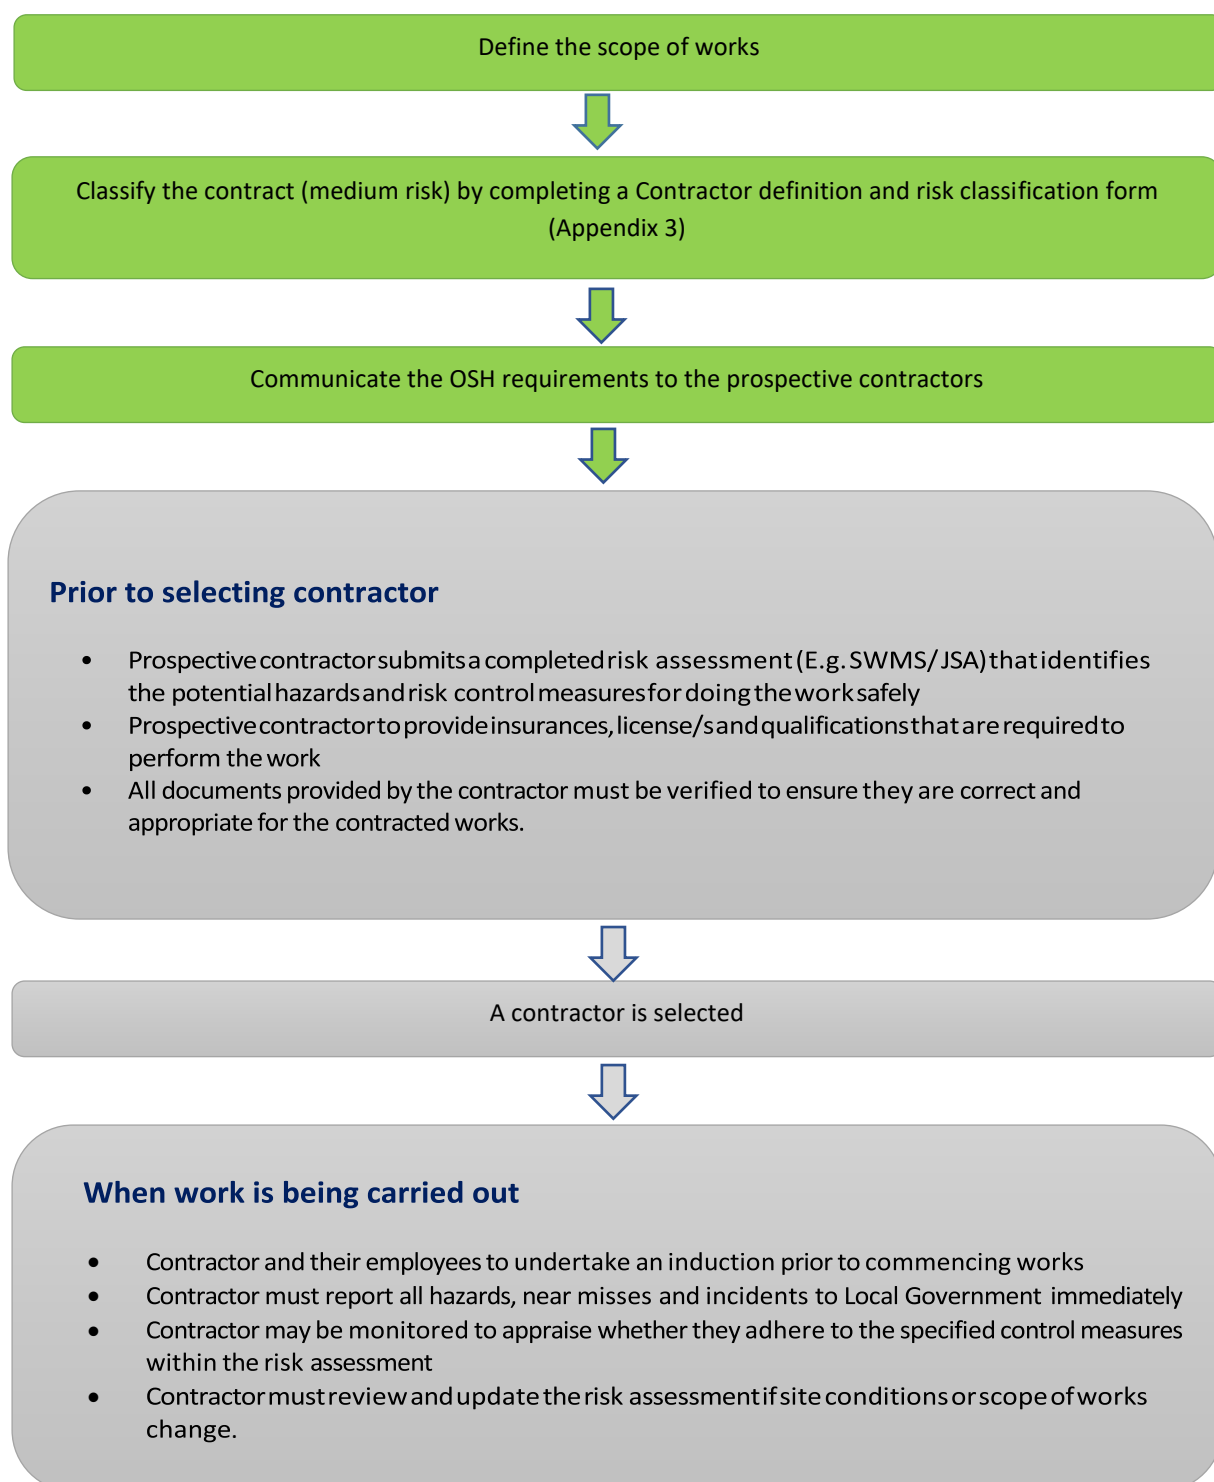 Define the scope of works
Classify the contract (medium risk) by completing a Contractor definition and risk classification form
(Appendix 3)
Communicate the OSH requirements to the prospective contractors
Prior to selecting contractor
• Prospective contractor submits a completed risk assessment (E.g. SWMS/ JSA) that identifies
the potential hazards and risk control measures for doing the work safely
• Prospective contractor to provide insurances, license/s and qualifications that are required to
perform the work
• All documents provided by the contractor must be verified to ensure they are correct and
appropriate for the contracted works.
A contractor is selected
When work is being carried out
• Contractor and their employees to undertake an induction prior to commencing works
• Contractor must report all hazards, near misses and incidents to Local Government immediately
• Contractor may be monitored to appraise whether they adhere to the specified control measures
within the risk assessment
• Contractor must review and update the risk assessment if site conditions or scope of works
change.